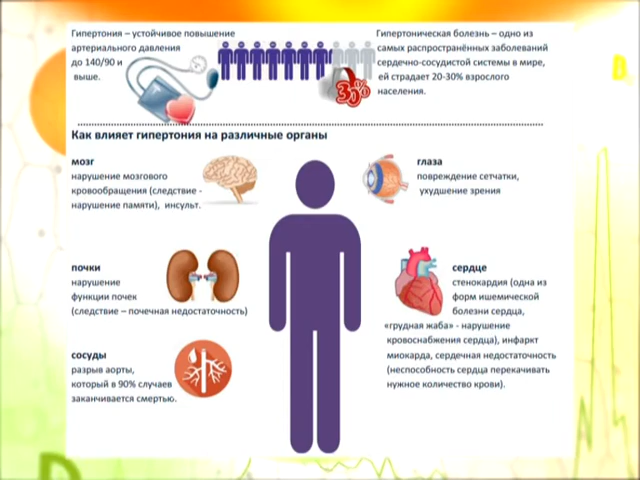 Гипертония – устойчивое повышение
артериального давления
до 140/90 и
выше.
30%
Гипертоническая болезнь – одно из
самых распространённых заболеваний
сердечно-сосудистой системы в мире,
ей страдает 20-30% взрослого
населения.
Как влияет гипертония на различные органы
мозг
нарушение мозгового
кровообращения (следствие -
нарушение памяти), инсульт.
глаза
повреждение сетчатки,
ухудшение зрения
почки
нарушение
функции почек
(следствие – почечная недостаточность)
сердце
стенокардия (одна из
форм ишемической
болезни сердца,
«грудная жаба» - нарушение
кровоснабжения сердца), инфаркт
миокарда, сердечная недостаточность
(неспособность сердца перекачивать
нужное количество крови).
сосуды
разрыв аорты,
который в 90% случаев
заканчивается смертью.